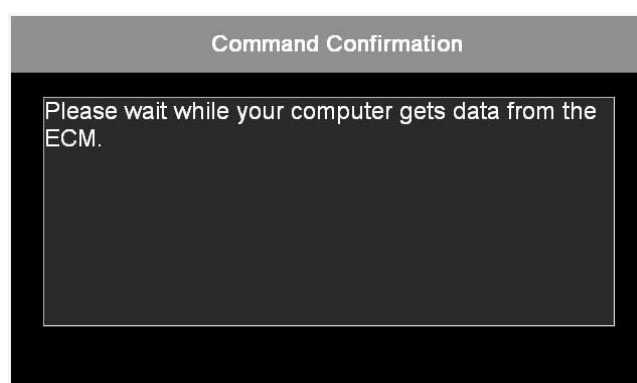 Command Confirmation
Please wait while your computer gets data from the
ECM.